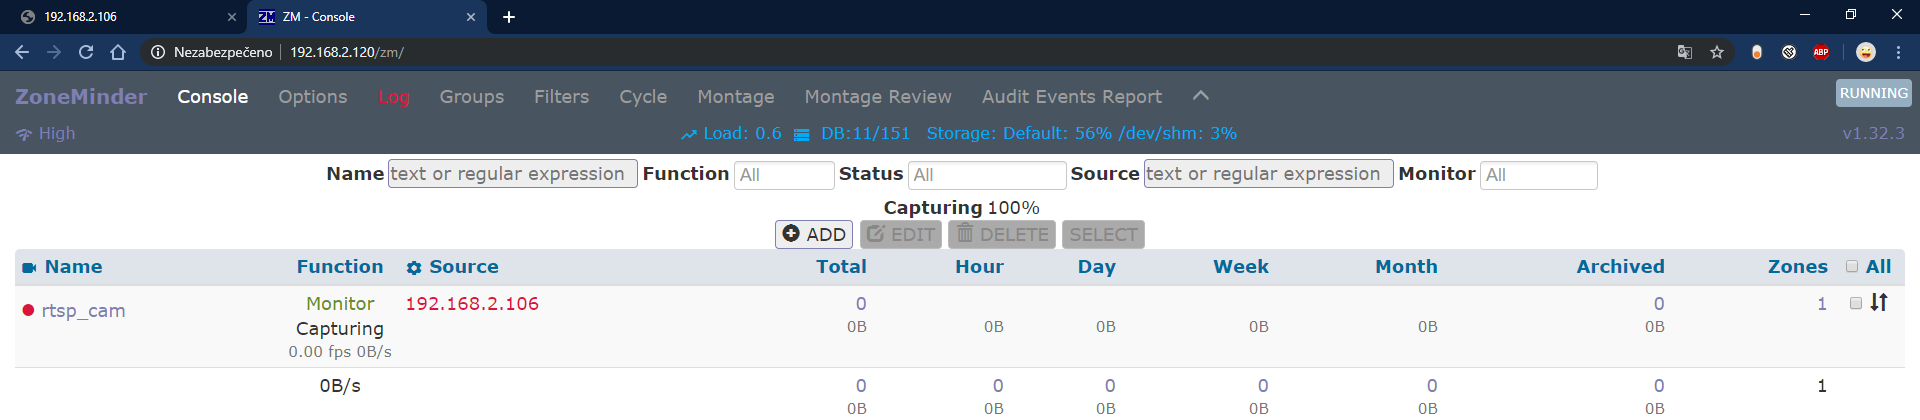 192.168.2.106
ZM - Console
Nezabezpečeno 192.168.2.120/zm/
ABP
ZoneMinder Console Options Log Groups Filters Cycle Montage Montage Review Audit Events Report RUNNING
High Load: 0.6 DB:11/151 Storage: Default: 56% /dev/shm: 3% v1.32.3
Name text or regular expression Function All Status All Source text or regular expression Monitor All
Capturing 100%
ADD EDIT DELETE SELECT
Name Function Source Total Hour Day Week Month Archived Zones All
rtsp_cam Monitor 192.168.2.106 0 0 1
Capturing 0B 0B 0B 0B 0B 0B
0.00 fps 0B/s
0B/s 0 0 0 0 0 0 1
0B 0B 0B 0B 0B 0B